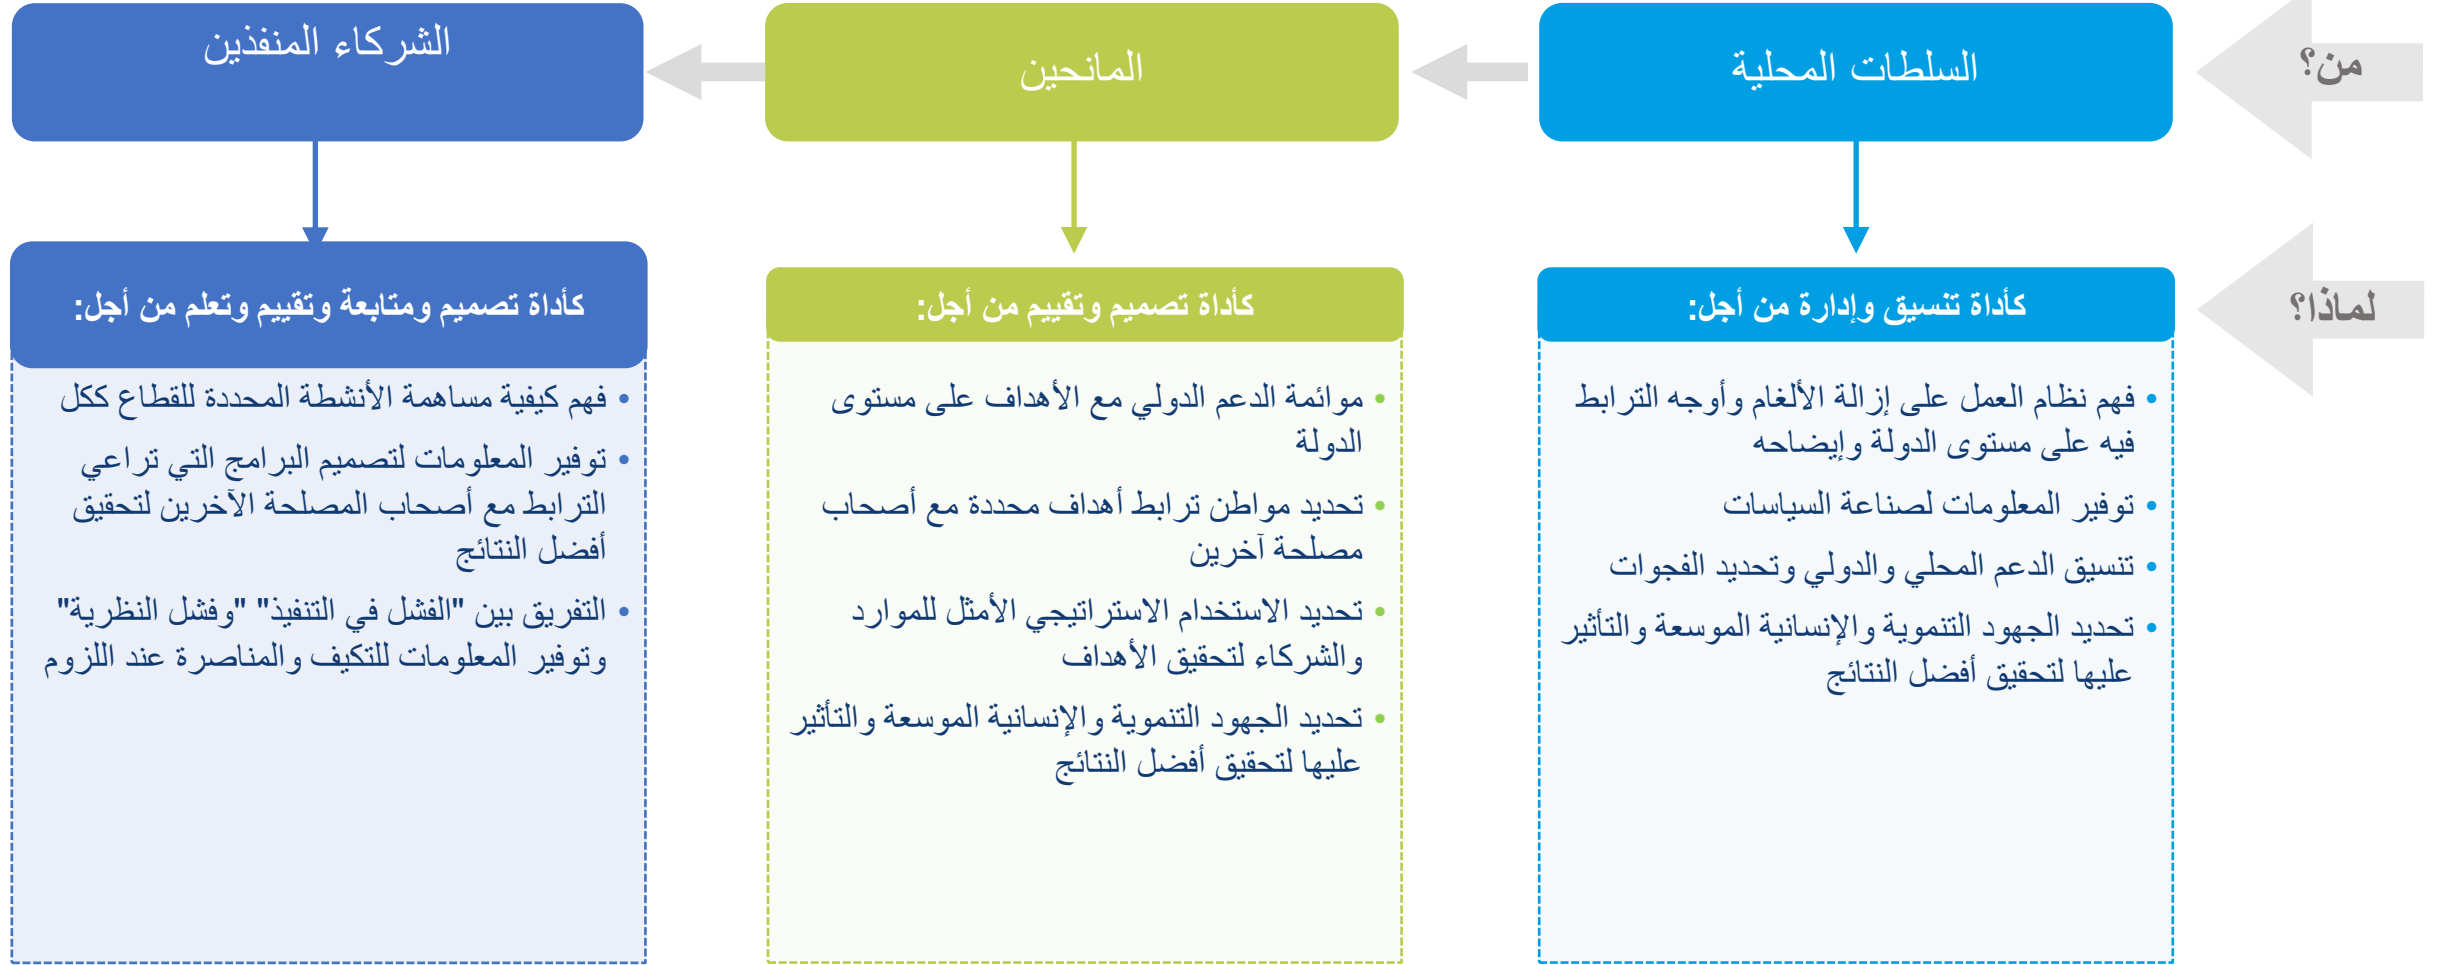 من؟
السلطات المحلية
المانحين
الشركاء المنفذين
لماذا؟
كأداة تنسيق وإدارة من أجل:
• فهم نظام العمل على إزالة الألغام وأوجه الترابط
فيه على مستوى الدولة وإيضاحه
• توفير المعلومات لصناعة السياسات
• تنسيق الدعم المحلي والدولي وتحديد الفجوات
• تحديد الجهود التنموية والإنسانية الموسعة والتأثير
عليها لتحقيق أفضل النتائج
كأداة تصميم وتقييم من أجل:
• موائمة الدعم الدولي مع الأهداف على مستوى
الدولة
• تحديد مواطن ترابط أهداف محددة مع أصحاب
مصلحة آخرين
• تحديد الاستخدام الاستراتيجي الأمثل للموارد
والشركاء لتحقيق الأهداف
• تحديد الجهود التنموية والإنسانية الموسعة والتأثير
عليها لتحقيق أفضل النتائج
كأداة تصميم ومتابعة وتقييم وتعلم من أجل:
• فهم كيفية مساهمة الأنشطة المحددة للقطاع ككل
• توفير المعلومات لتصميم البرامج التي تراعي
الترابط مع أصحاب المصلحة الآخرين لتحقيق
أفضل النتائج
• التفريق بين "الفشل في التنفيذ" "وفشل النظرية"
وتوفير المعلومات للتكيف والمناصرة عند اللزوم